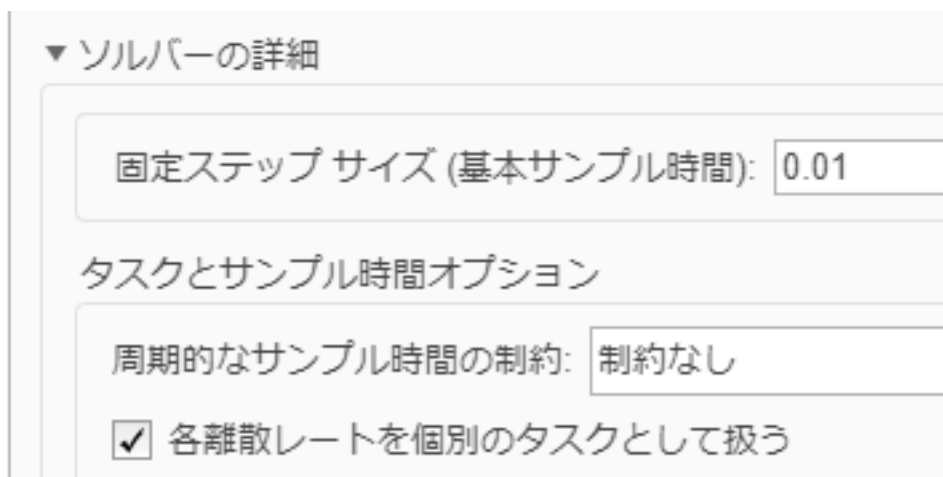 ▼ ソルバーの詳細
固定ステップ サイズ (基本サンプル時間): 0.01
タスクとサンプル時間オプション
周期的なサンプル時間の制約: 制約なし
各離散レートを個別のタスクとして扱う